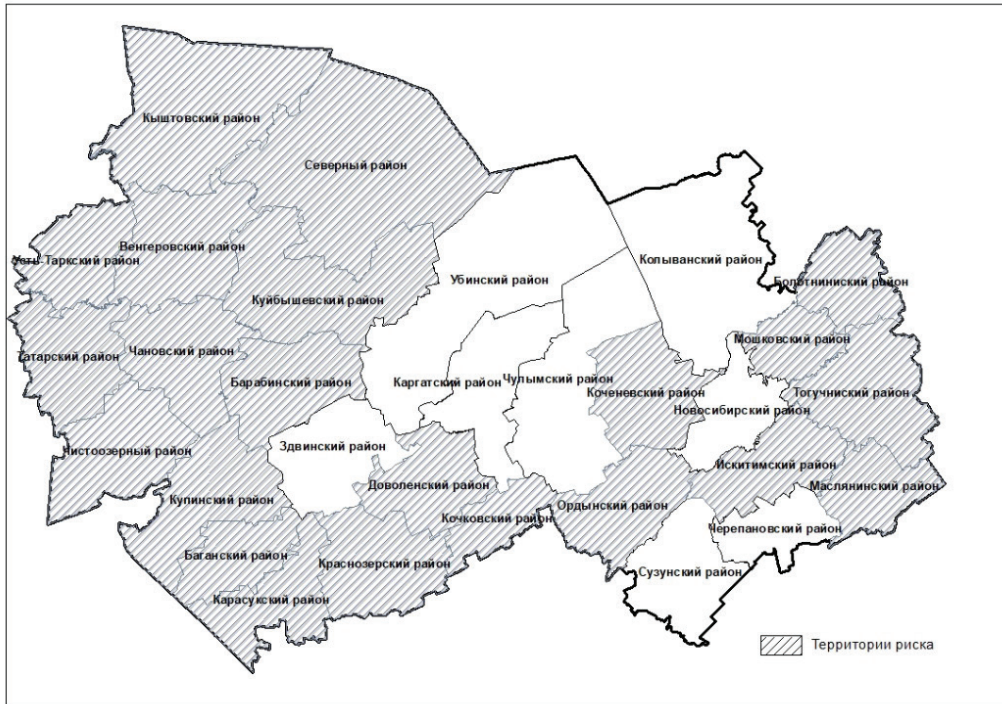 Кыштовский район
Северный район
Венгеровский район
Усть-Таркский район
Колыванский район
Убинский район
Болотниниский район
Куйбышевский район
Мошковский район
Чановский район
Татарский район
Барабинский район
Каргатский район
Чулымский район
Коченевский район
Тогучниский район
Новосибирский район
Здвинский район
Чистоозерный район
Искитимский район
Доволенский район
Маслянинский район
Купинский район
Ордынский район
Кочковский район
Черепановский район
Баганский район
Краснозерский район
Сузунский район
Карасукский район
Территории риска